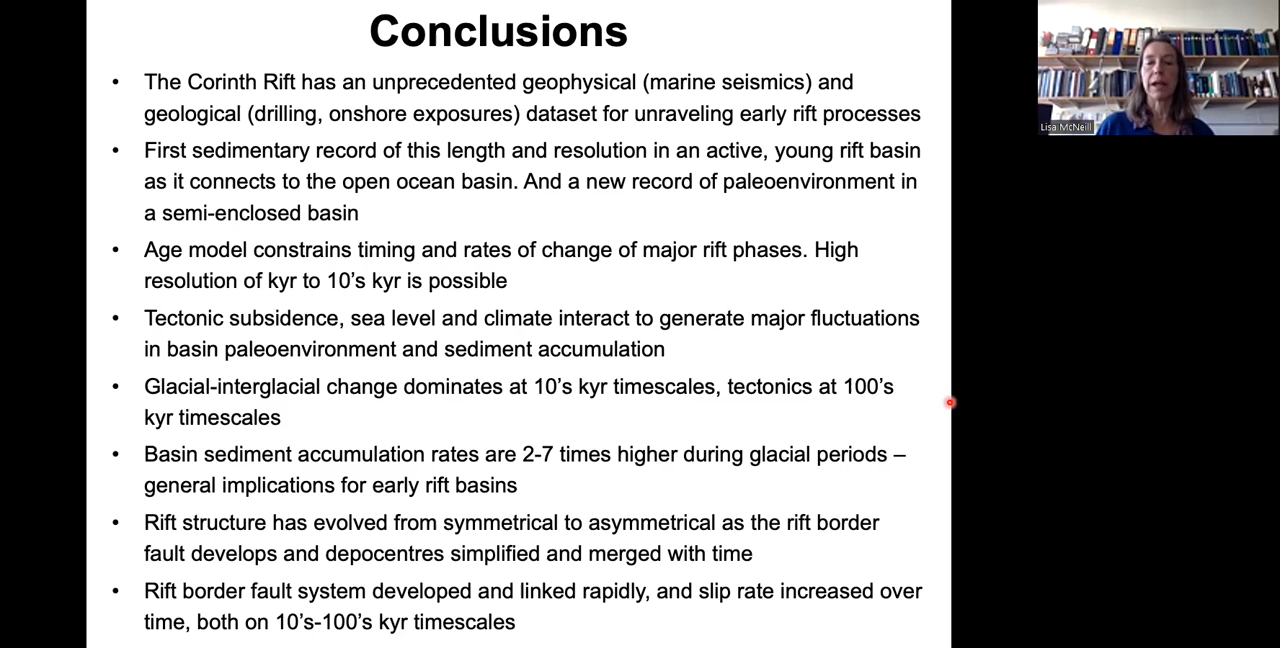 Conclusions
• The Corinth Rift has an unprecedented geophysical (marine seismics) and
geological (drilling, onshore exposures) dataset for unraveling early rift processes
• First sedimentary record of this length and resolution in an active, young rift basin
as it connects to the open ocean basin. And a new record of paleoenvironment in
a semi-enclosed basin
• Age model constrains timing and rates of change of major rift phases. High
resolution of kyr to 10’s kyr is possible
• Tectonic subsidence, sea level and climate interact to generate major fluctuations
in basin paleoenvironment and sediment accumulation
• Glacial-interglacial change dominates at 10’s kyr timescales, tectonics at 100’s
kyr timescales
• Basin sediment accumulation rates are 2-7 times higher during glacial periods –
general implications for early rift basins
• Rift structure has evolved from symmetrical to asymmetrical as the rift border
fault develops and depocentres simplified and merged with time
• Rift border fault system developed and linked rapidly, and slip rate increased over
time, both on 10’s-100’s kyr timescales
Lisa McNeill